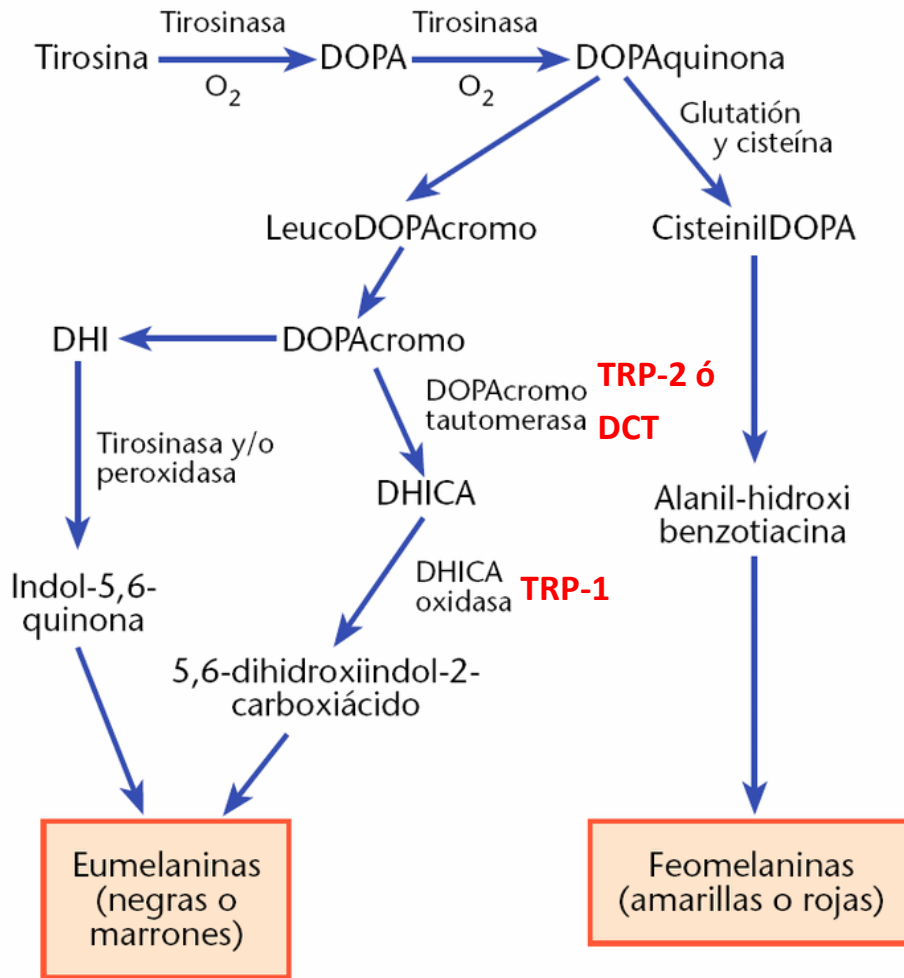 Tirosinasa
Tirosinasa
Tirosina
DOPA
DOPAquinona
O2
O2
Glutatión
y cisteína
LeucoDOPAcromo
CisteinilDOPA
DHI
DOPAcromo
DOPAcromo
tautomerasa
TRP-2 ó
DCT
Tirosinasa y/o
peroxidasa
DHICA
Alanil-hidroxi
benzotiacina
Indol-5,6-
quinona
DHICA
oxidasa
TRP-1
5,6-dihidroxiindol-2-
carboxiácido
Eumelaninas
(negras o
marrones)
Feomelaninas
(amarillas o rojas)